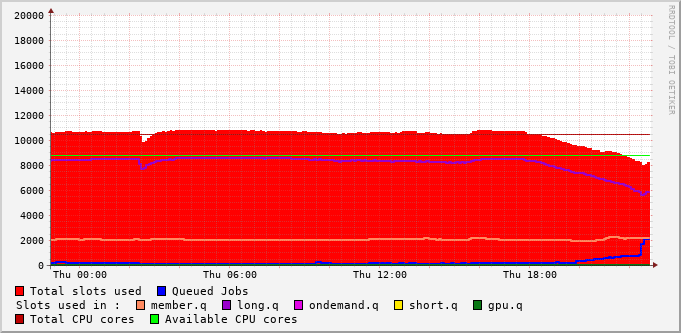 RRDTOOL / TOBI OETIKER
20000
18000
16000
14000
12000
10000
8000
6000
4000
2000
0
Thu 00:00 Thu 06:00 Thu 12:00 Thu 18:00
Total slots used Queued Jobs
Slots used in : member.q long.q ondemand.q short.q gpu.q
Total CPU cores Available CPU cores